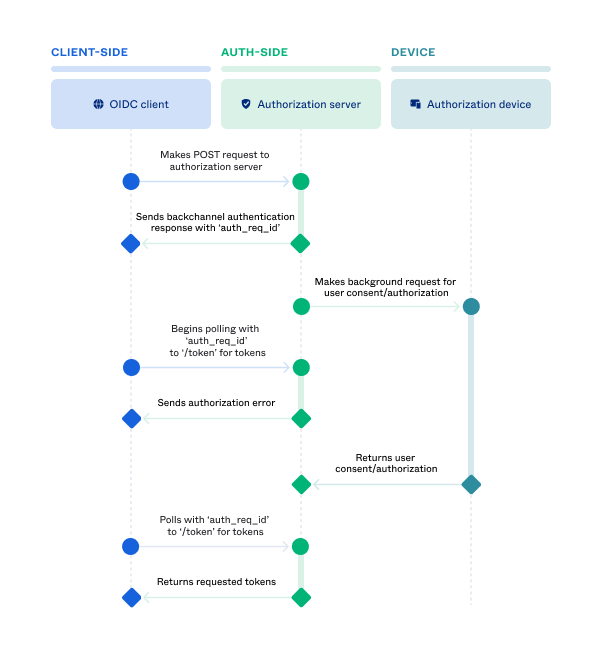 CLIENT-SIDE
AUTH-SIDE
DEVICE
OIDC client
Authorization server
Authorization device
Makes POST request to
authorization server
Sends backchannel authentication
response with ‘auth_req_id’
Makes background request for
user consent/authorization
Begins polling with
‘auth_req_id’
to ‘/token’ for tokens
Sends authorization error
Returns user
consent/authorization
Polls with ‘auth_req_id’
to ‘/token’ for tokens
Returns requested tokens